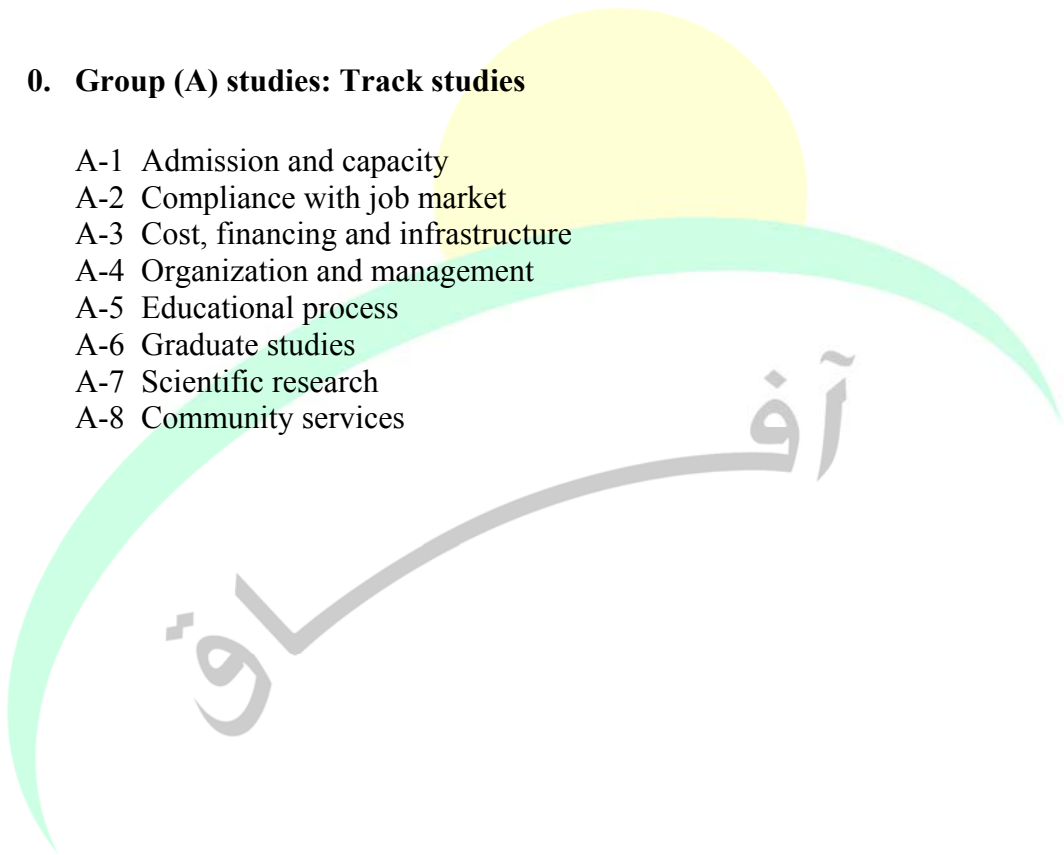 0. Group (A) studies: Track studies
A-1 Admission and capacity
A-2 Compliance with job market
A-3 Cost, financing and infrastructure
A-4 Organization and management
A-5 Educational process
A-6 Graduate studies
A-7 Scientific research
A-8 Community services
آفـــاق